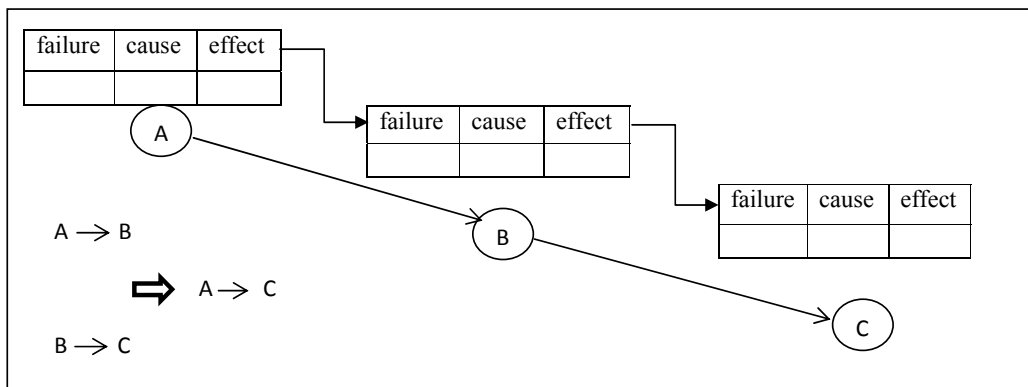 failure cause effect
A
failure cause effect
B
failure cause effect
C
A → B
A → C
B → C